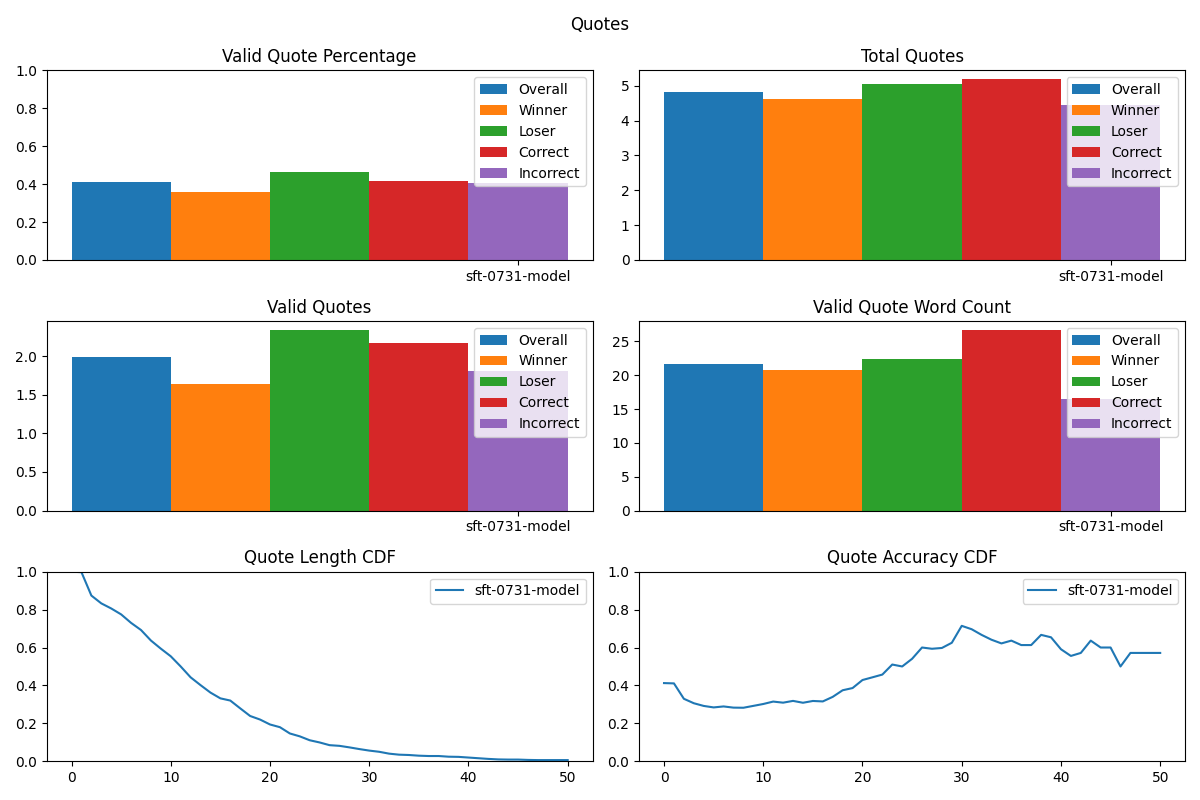 Quotes
Valid Quote Percentage
1.0
0.8
0.6
0.4
0.2
0.0
Overall
Winner
Loser
Correct
Incorrect
sft-0731-model
Total Quotes
5
4
3
2
1
0
Overall
Winner
Loser
Correct
Incorrect
sft-0731-model
Valid Quotes
2.0
1.5
1.0
0.5
0.0
Overall
Winner
Loser
Correct
Incorrect
sft-0731-model
Valid Quote Word Count
25
20
15
10
5
0
Overall
Winner
Loser
Correct
Incorrect
sft-0731-model
Quote Length CDF
1.0
0.8
0.6
0.4
0.2
0.0
sft-0731-model
0 10 20 30 40 50
Quote Accuracy CDF
1.0
0.8
0.6
0.4
0.2
0.0
sft-0731-model
0 10 20 30 40 50